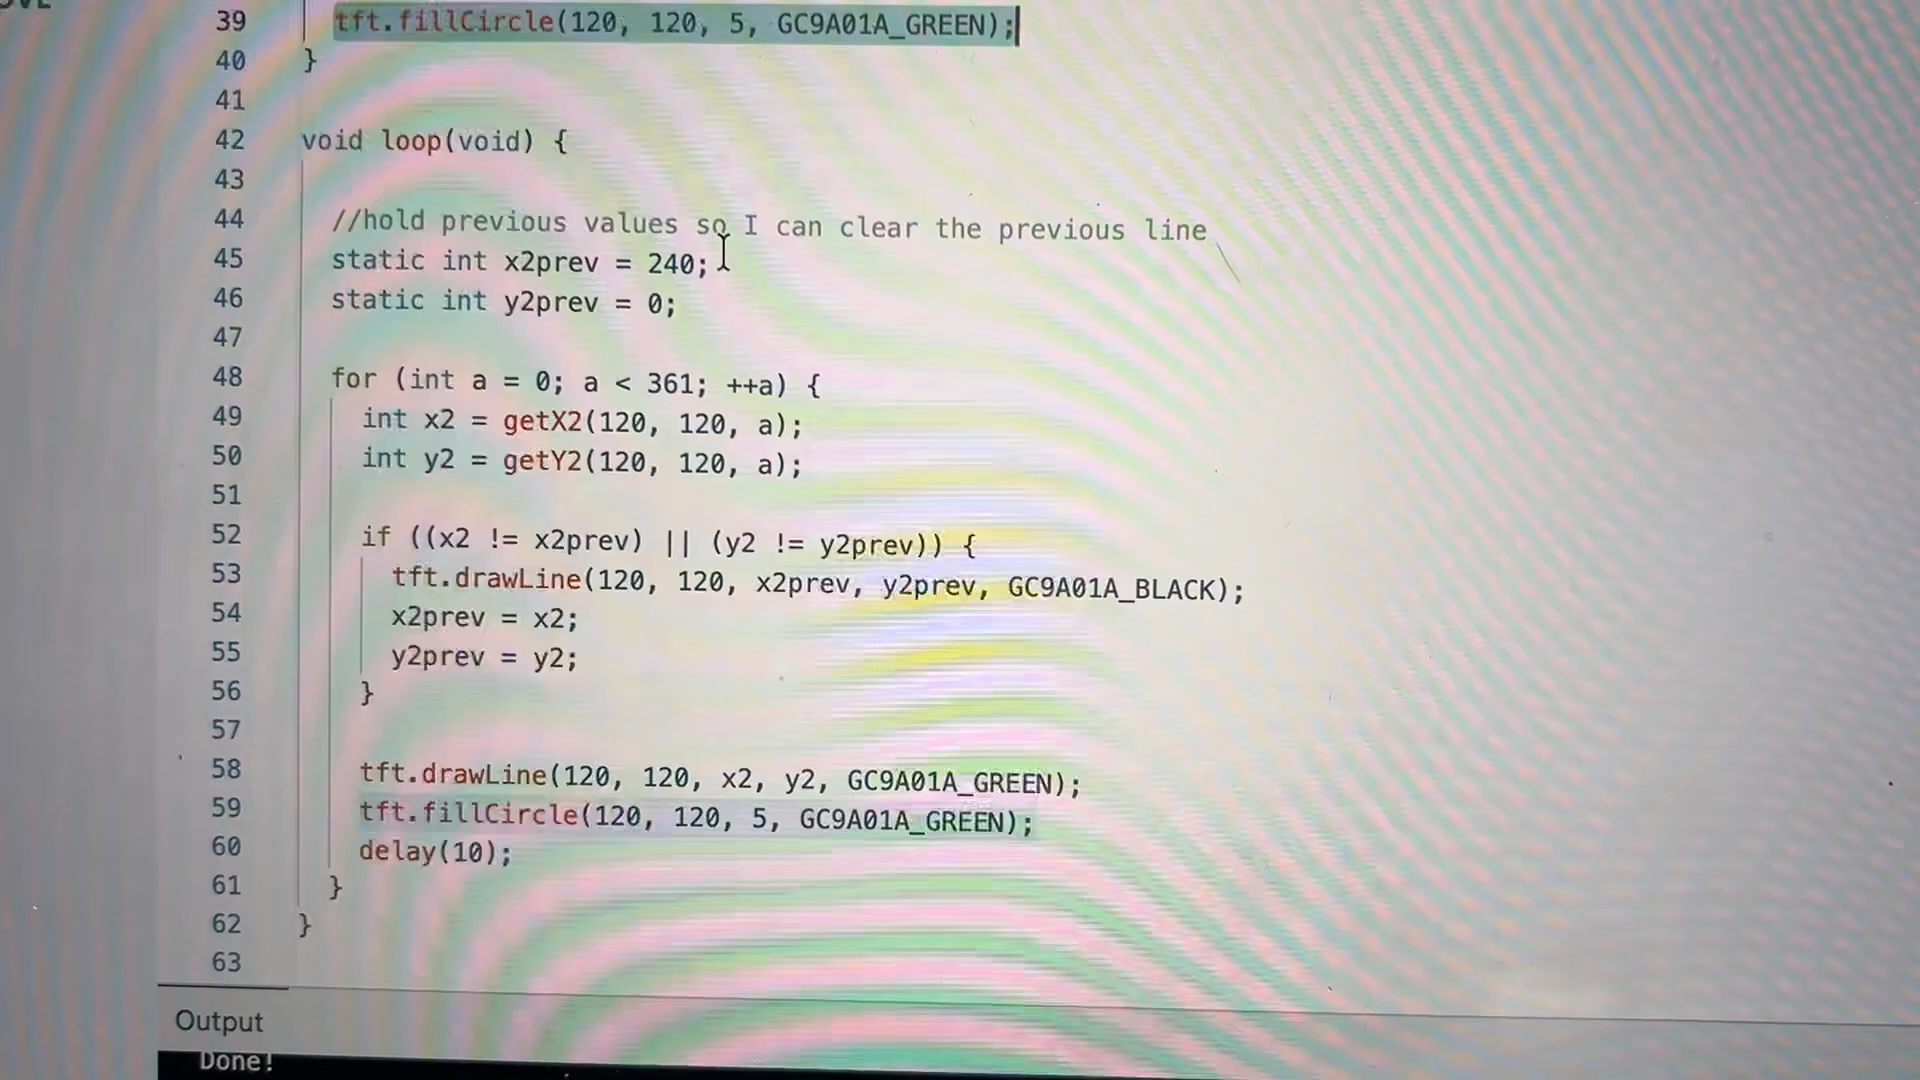 39 tft.fillCircle(120, 120, 5, GC9A01A_GREEN);
40 }
41
42 void loop(void) {
43
44 //hold previous values so I can clear the previous line
45 static int x2prev = 240;
46 static int y2prev = 0;
47
48 for (int a = 0; a < 361; ++a) {
49 int x2 = getX2(120, 120, a);
50 int y2 = getY2(120, 120, a);
51
52 if ((x2 != x2prev) || (y2 != y2prev)) {
53 tft.drawLine(120, 120, x2prev, y2prev, GC9A01A_BLACK);
54 x2prev = x2;
55 y2prev = y2;
56 }
57
58 tft.drawLine(120, 120, x2, y2, GC9A01A_GREEN);
59 tft.fillCircle(120, 120, 5, GC9A01A_GREEN);
60 delay(10);
61 }
62 }
63
Output
Done!